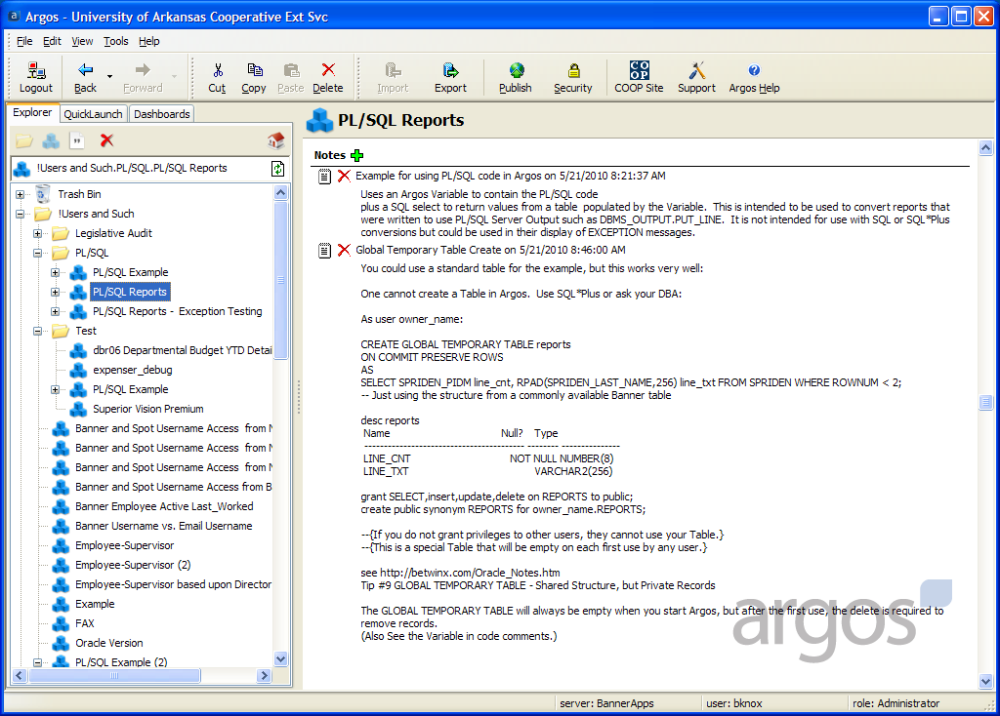 Argos - University of Arkansas Cooperative Ext Svc
File Edit View Tools Help
Logout Back Forward Cut Copy Paste Delete Import Export Publish Security COOP Site Support Argos Help
CO
OP
Explorer QuickLaunch Dashboards
PL/SQL Reports
!Users and Such.PL/SQL.PL/SQL Reports
Trash Bin
!Users and Such
Legislative Audit
PL/SQL
PL/SQL Example
PL/SQL Reports
PL/SQL Reports - Exception Testing
Test
dbr06 Departmental Budget YTD Detai
expenser_debug
PL/SQL Example
Superior Vision Premium
Banner and Spot Username Access from N
Banner and Spot Username Access from N
Banner and Spot Username Access from N
Banner and Spot Username Access from B
Banner Employee Active Last_Worked
Banner Username vs. Email Username
Employee-Supervisor
Employee-Supervisor (2)
Employee-Supervisor based upon Director
Example
FAX
Oracle Version
PL/SQL Example (2)
Notes
Example for using PL/SQL code in Argos on 5/21/2010 8:21:37 AM
Uses an Argos Variable to contain the PL/SQL code
plus a SQL select to return values from a table populated by the Variable. This is intended to be used to convert reports that
were written to use PL/SQL Server Output such as DBMS_OUTPUT.PUT_LINE. It is not intended for use with SQL or SQL*Plus
conversions but could be used in their display of EXCEPTION messages.
Global Temporary Table Create on 5/21/2010 8:46:00 AM
You could use a standard table for the example, but this works very well:
One cannot create a Table in Argos. Use SQL*Plus or ask your DBA:
As user owner_name:
CREATE GLOBAL TEMPORARY TABLE reports
ON COMMIT PRESERVE ROWS
AS
SELECT SPRIDEN_PIDM line_cnt, RPAD(SPRIDEN_LAST_NAME,256) line_txt FROM SPRIDEN WHERE ROWNUM < 2;
-- Just using the structure from a commonly available Banner table
desc reports
Name Null? Type
----------------------------------------- -------- ---------------
LINE_CNT NOT NULL NUMBER(8)
LINE_TXT VARCHAR2(256)
grant SELECT,insert,update,delete on REPORTS to public;
create public synonym REPORTS for owner_name.REPORTS;
--{If you do not grant privileges to other users, they cannot use your Table.}
--{This is a special Table that will be empty on each first use by any user.}
see http://betwinx.com/Oracle_Notes.htm
Tip #9 GLOBAL TEMPORARY TABLE - Shared Structure, but Private Records
The GLOBAL TEMPORARY TABLE will always be empty when you start Argos, but after the first use, the delete is required to
remove records.
(Also See the Variable in code comments.)
argos
server: BannerApps user: bknox role: Administrator